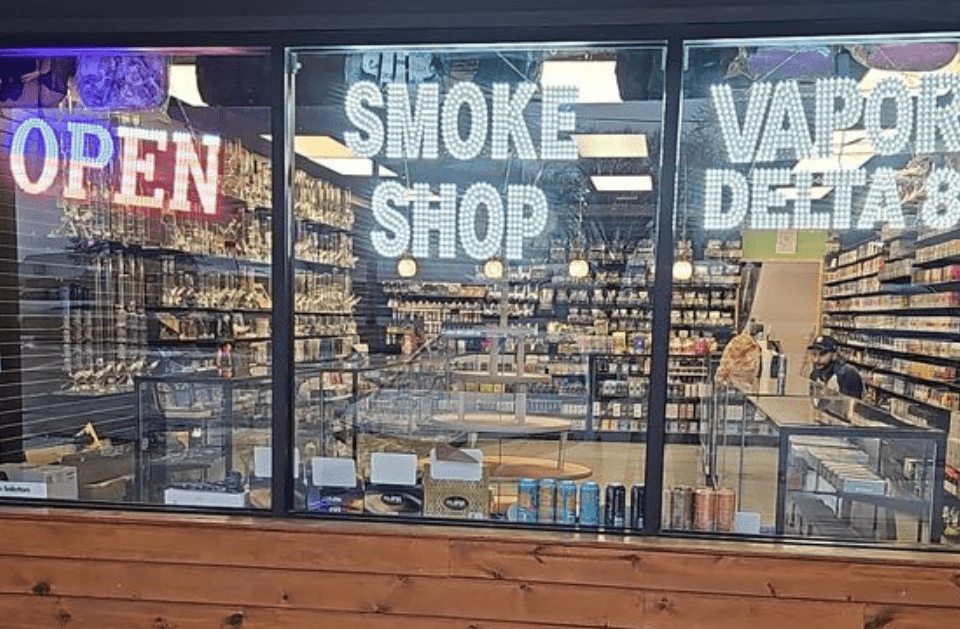 OPEN
SMOKE
SHOP
VAPOR
DELTA 8